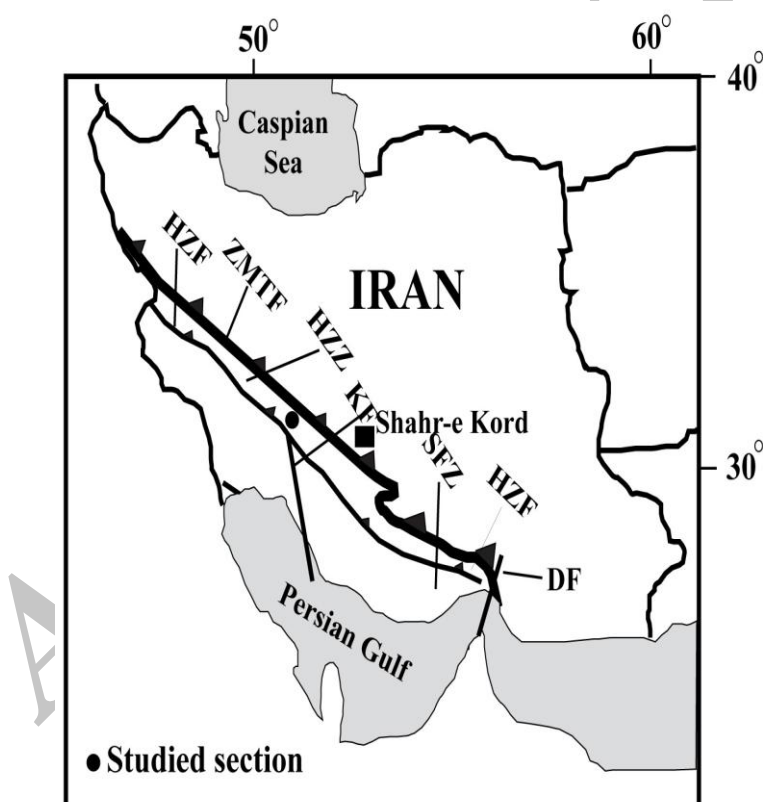 50°
60°
40°
Caspian
Sea
HZF
ZMTF
IRAN
HZZ
KF
Shahr-e Kord
SFZ
30°
HZF
DF
Persian Gulf
A
Studied section